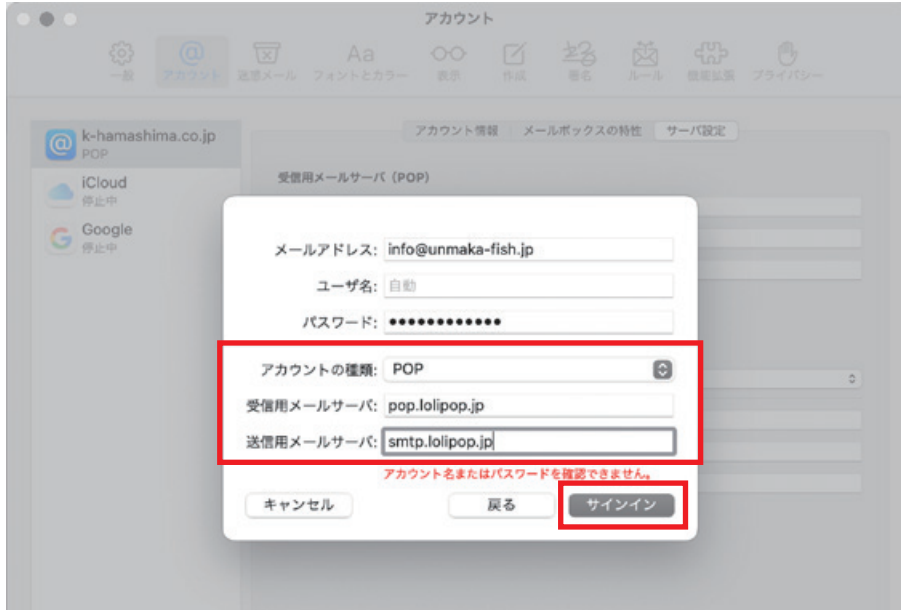 アカウント
一般 アカウント 迷惑メール フォントとカラー 表示 作成 署名 ルール 機能拡張 プライバシー
アカウント情報 メールボックスの特性 サーバ設定
k-hamashima.co.jp
POP
受信用メールサーバ（POP）
iCloud
停止中
Google
停止中
メールアドレス: info@unmaka-fish.jp
ユーザ名: 自動
パスワード: ••••••••••••
アカウントの種類: POP
受信用メールサーバ: pop.lolipop.jp
送信用メールサーバ: smtp.lolipop.jp
アカウント名またはパスワードを確認できません。
キャンセル 戻る サインイン